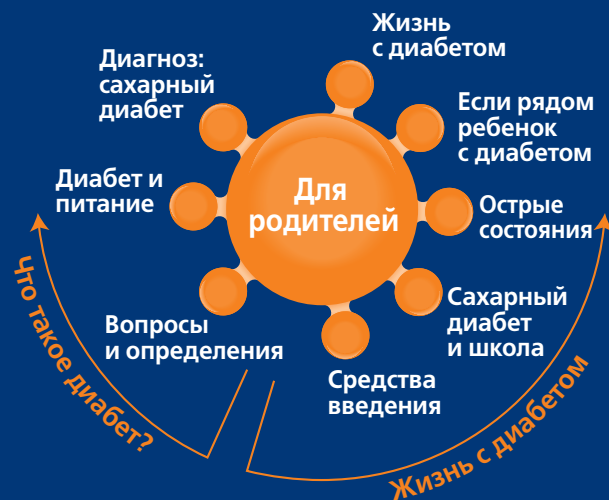 Жизнь
с диабетом
Диагноз:
сахарный
диабет
Если рядом
ребенок
с диабетом
Диабет и
питание
Для
родителей
Острые
состояния
Вопросы
и определения
Сахарный
диабет
и школа
Средства
введения
Что такое диабет?
Жизнь с диабетом